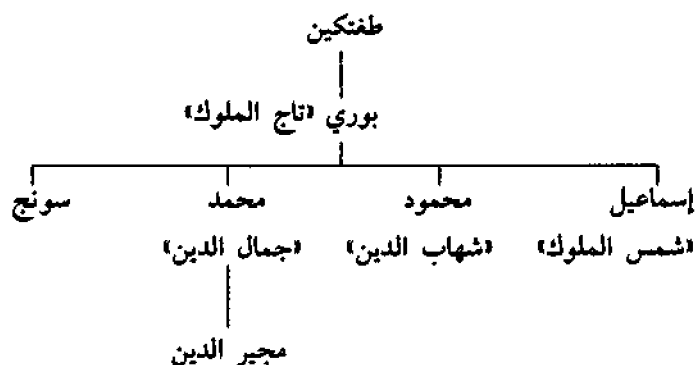 طغتكين
بوري «تاج الملوك»
إسماعيل محمود محمد سونج
«شمس الملوك» «شهاب الدين» «جمال الدين»
مجير الدين